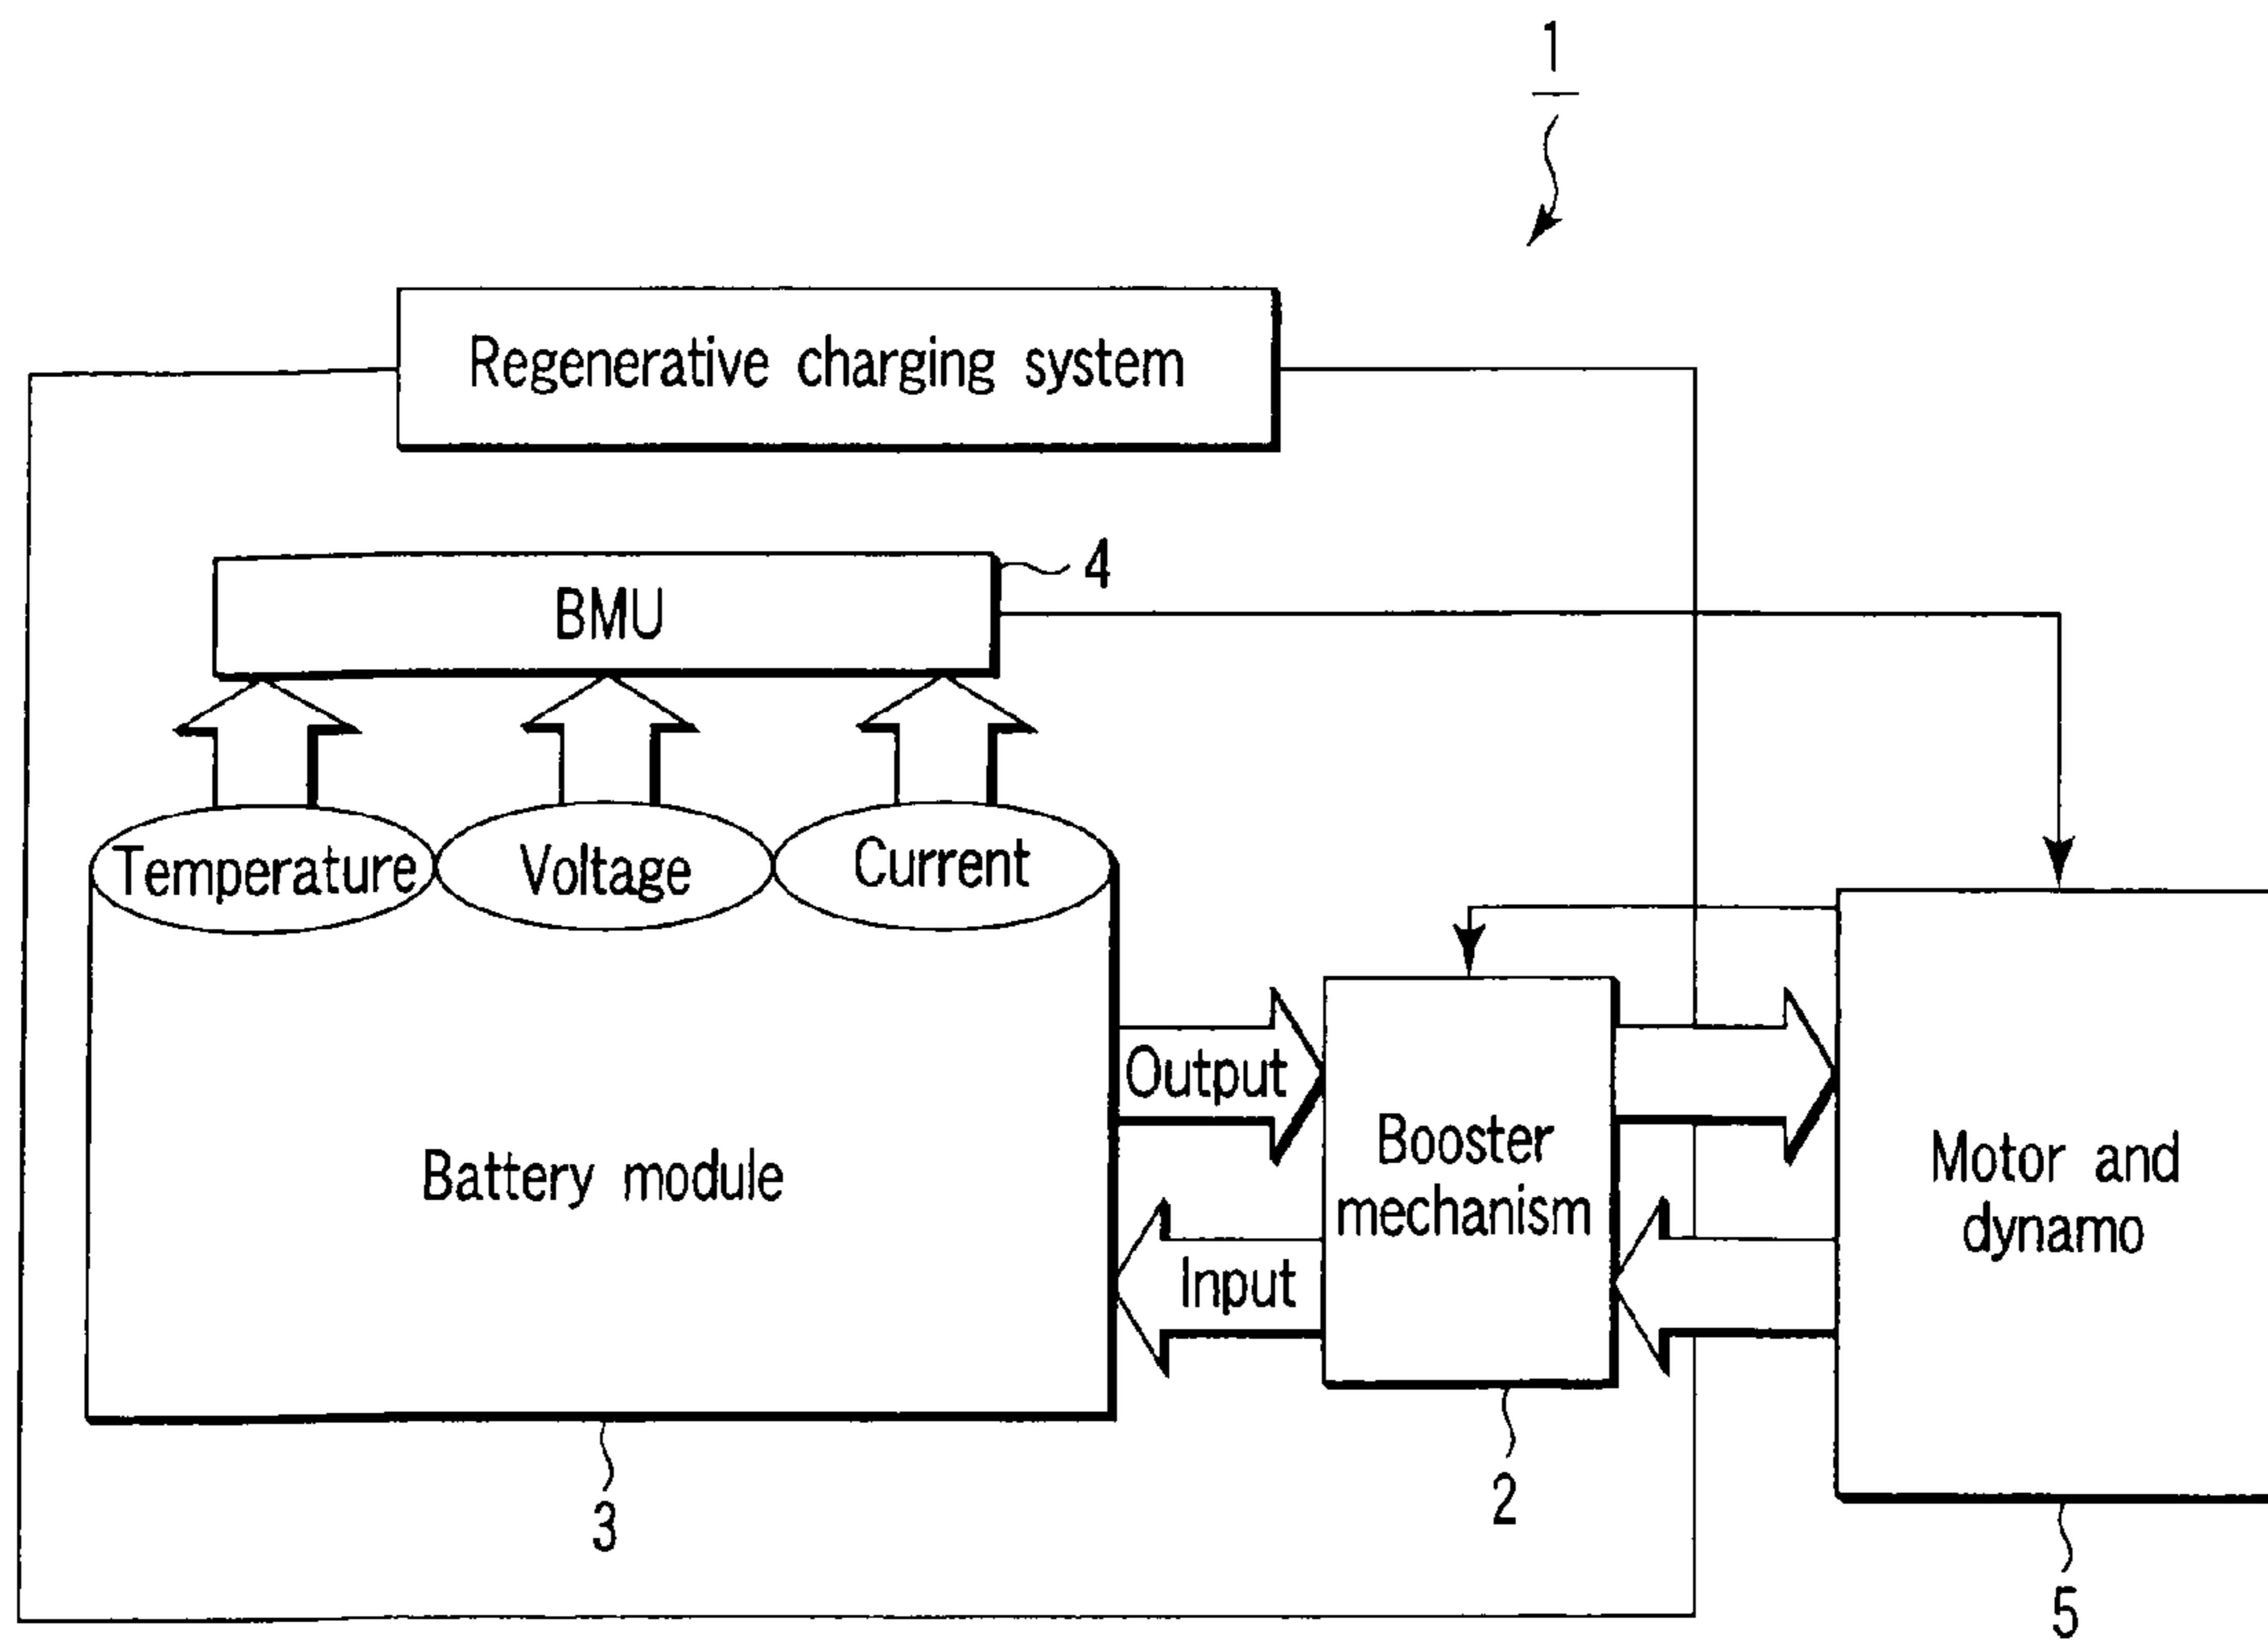 1
Regenerative charging system
4
BMU
Temperature
Voltage
Current
Output
Booster
mechanism
Motor and
dynamo
Battery module
Input
2
3
5